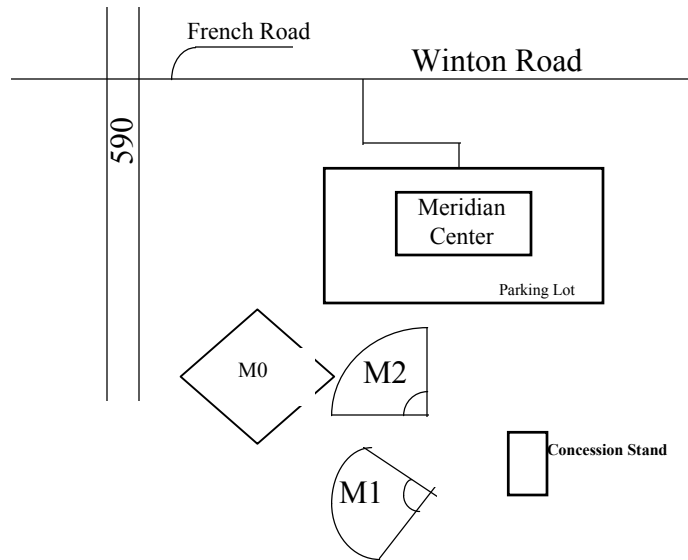 French Road
Winton Road
590
Meridian
Center
Parking Lot
M0
M2
Concession Stand
M1